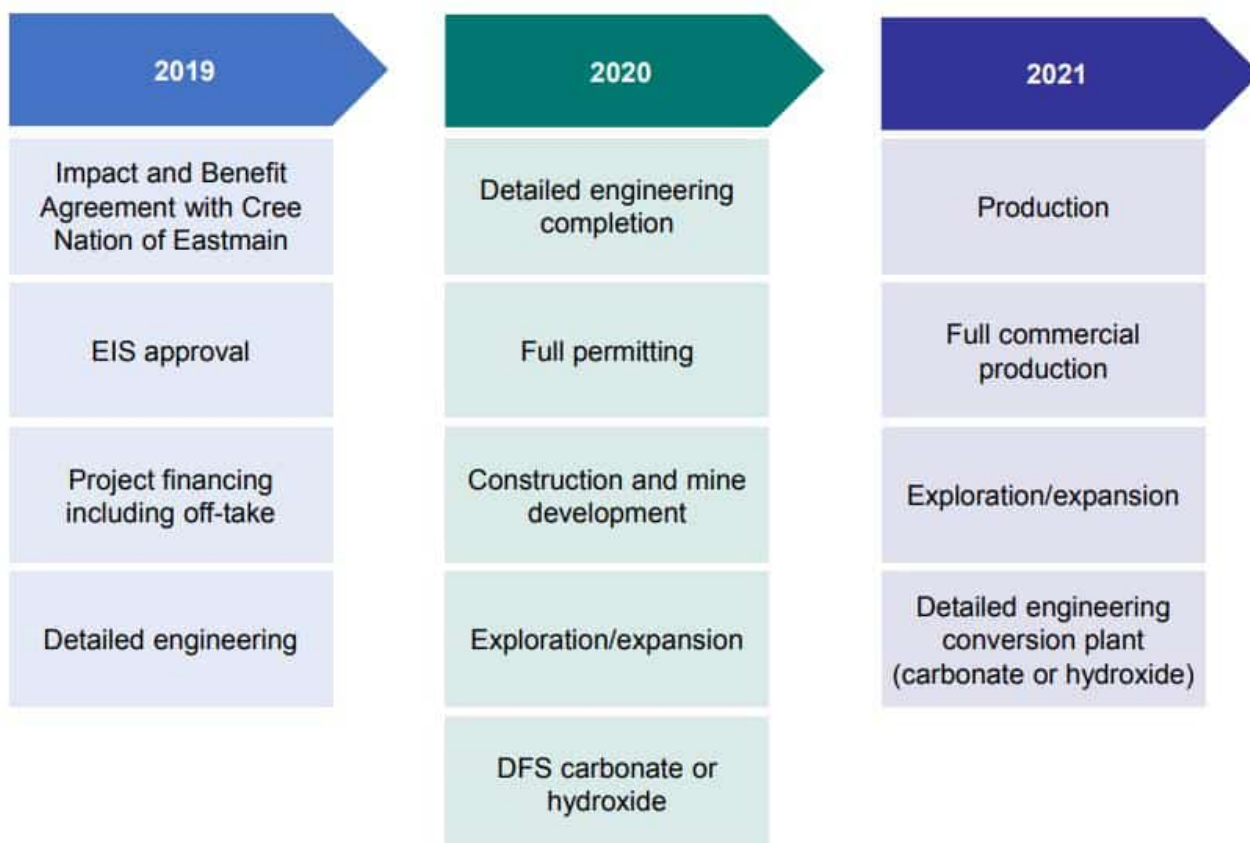 2019
Impact and Benefit
Agreement with Cree
Nation of Eastmain
EIS approval
Project financing
including off-take
Detailed engineering
2020
Detailed engineering
completion
Full permitting
Construction and mine
development
Exploration/expansion
DFS carbonate or
hydroxide
2021
Production
Full commercial
production
Exploration/expansion
Detailed engineering
conversion plant
(carbonate or hydroxide)